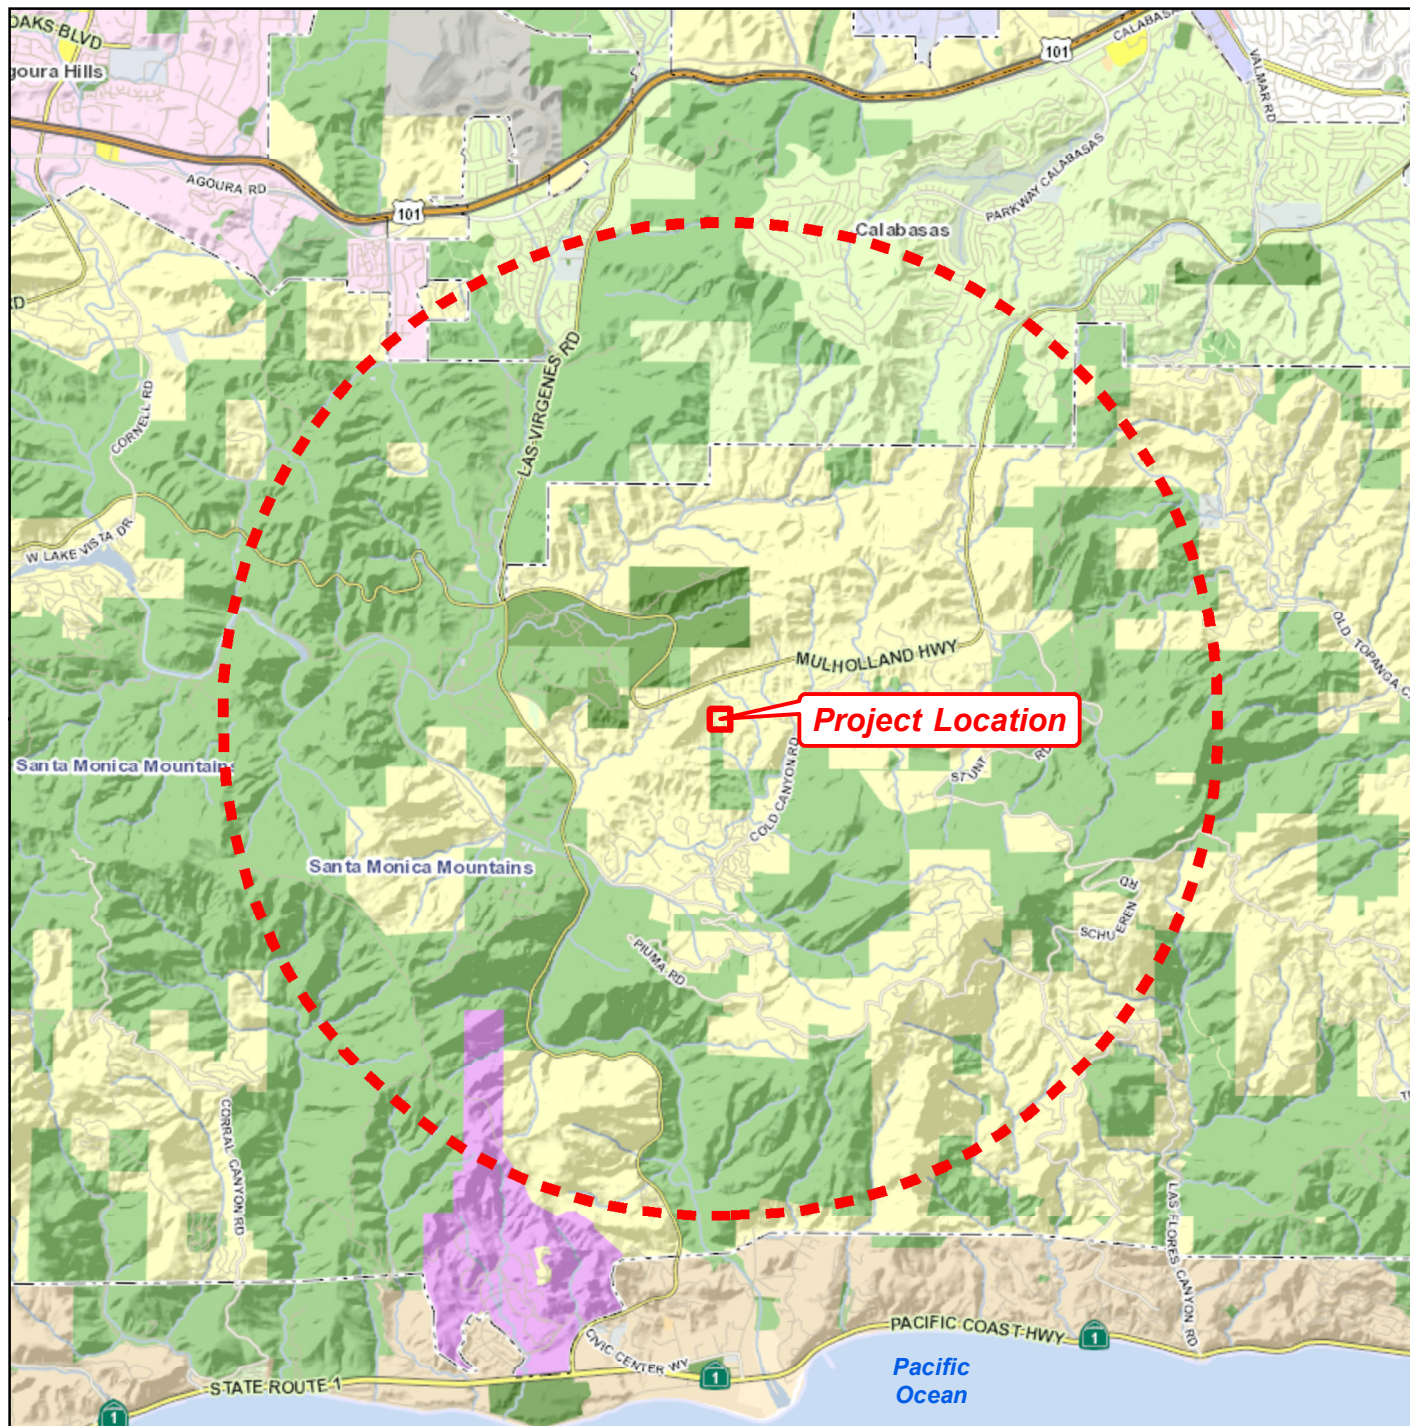 OAKS BLVD
goura Hills
101
CALABASA
VALMAR RD
AGOURA RD
101
PARKWAY CALABASAS
Calabasas
RD
LAS VIRGENES RD
CORNELL RD
W LAKE VISTA DR
OLD TOPANGA C
MULHOLLAND HWY
Project Location
STUNT
RD
COLD CANYON RD
Santa Monica Mountains
Santa Monica Mountains
SCHUEREN
RD
PIUMA RD
CORRAL CANYON RD
LAS FLORES CANYON RD
CIVIC CENTER WY
PACIFIC COAST HWY
1
1
Pacific
Ocean
STATE ROUTE 1
1